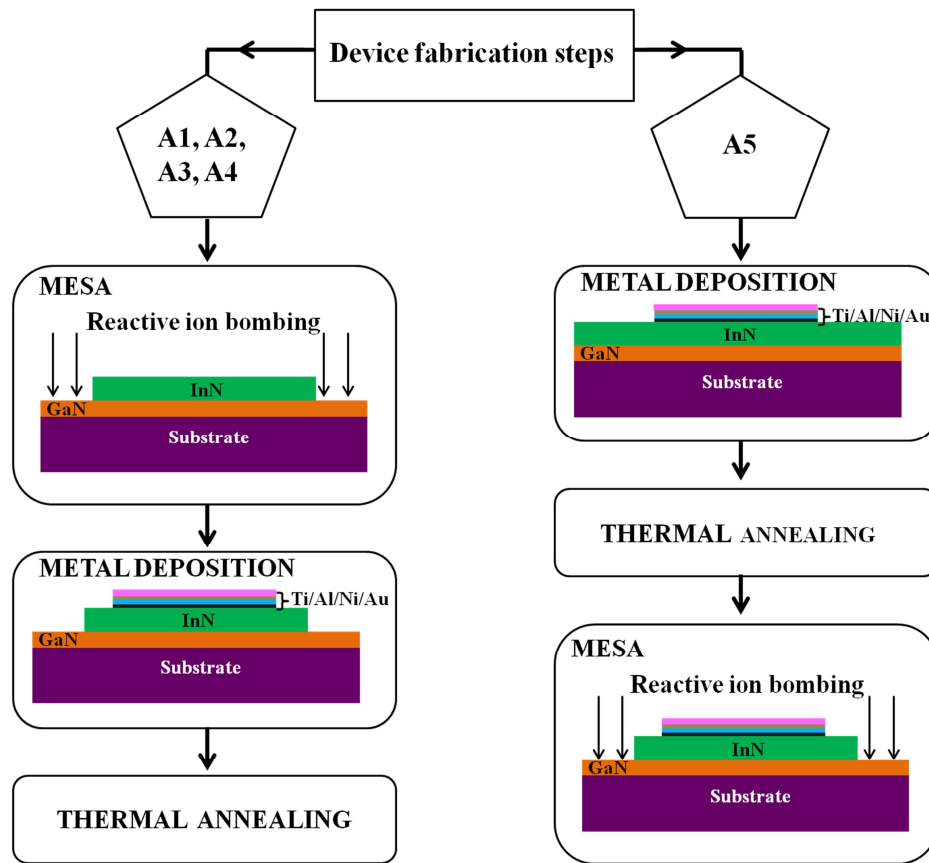 Device fabrication steps
A1, A2,
A3, A4
MESA
Reactive ion bombing
InN
GaN
Substrate
METAL DEPOSITION
Ti/Al/Ni/Au
InN
GaN
Substrate
THERMAL ANNEALING
A5
METAL DEPOSITION
Ti/Al/Ni/Au
InN
GaN
Substrate
THERMAL ANNEALING
MESA
Reactive ion bombing
InN
GaN
Substrate